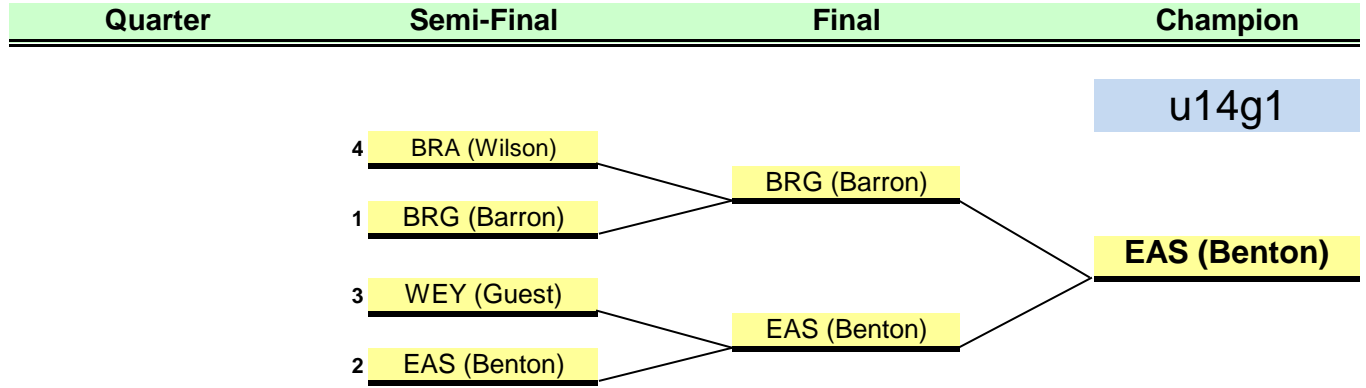 Quarter Semi-Final Final Champion
u14g1
4 BRA (Wilson)
BRG (Barron)
1 BRG (Barron)
EAS (Benton)
3 WEY (Guest)
EAS (Benton)
2 EAS (Benton)